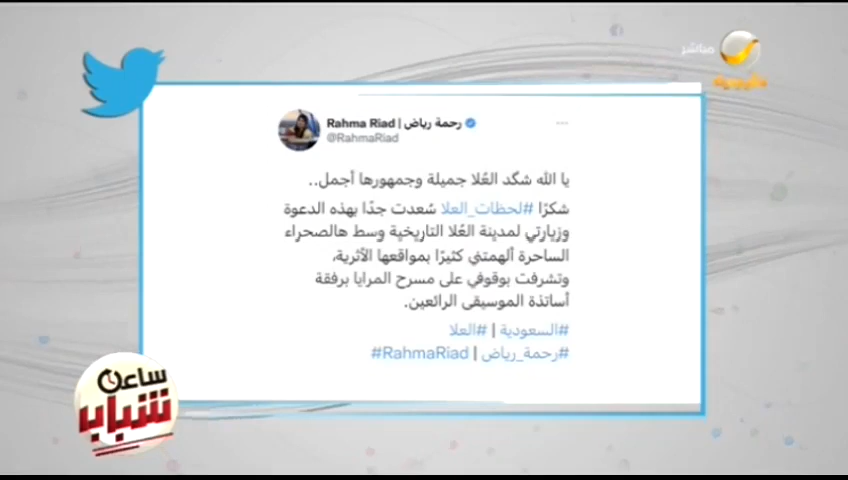 مباشر
Rahma Riad | رحمة رياض
@RahmaRiad
يا الله شگد العُلا جميلة وجمهورها أجمل..
شكرًا #لحظات_العلا سُعدت جدًا بهذه الدعوة
وزيارتي لمدينة العُلا التاريخية وسط هالصحراء
الساحرة ألهمتني كثيرًا بمواقعها الأثرية،
وتشرفت بوقوفي على مسرح المرايا برفقة
أساتذة الموسيقى الرائعين.
#السعودية | #العلا
#رحمة_رياض | RahmaRiad#
ساعة
شباب